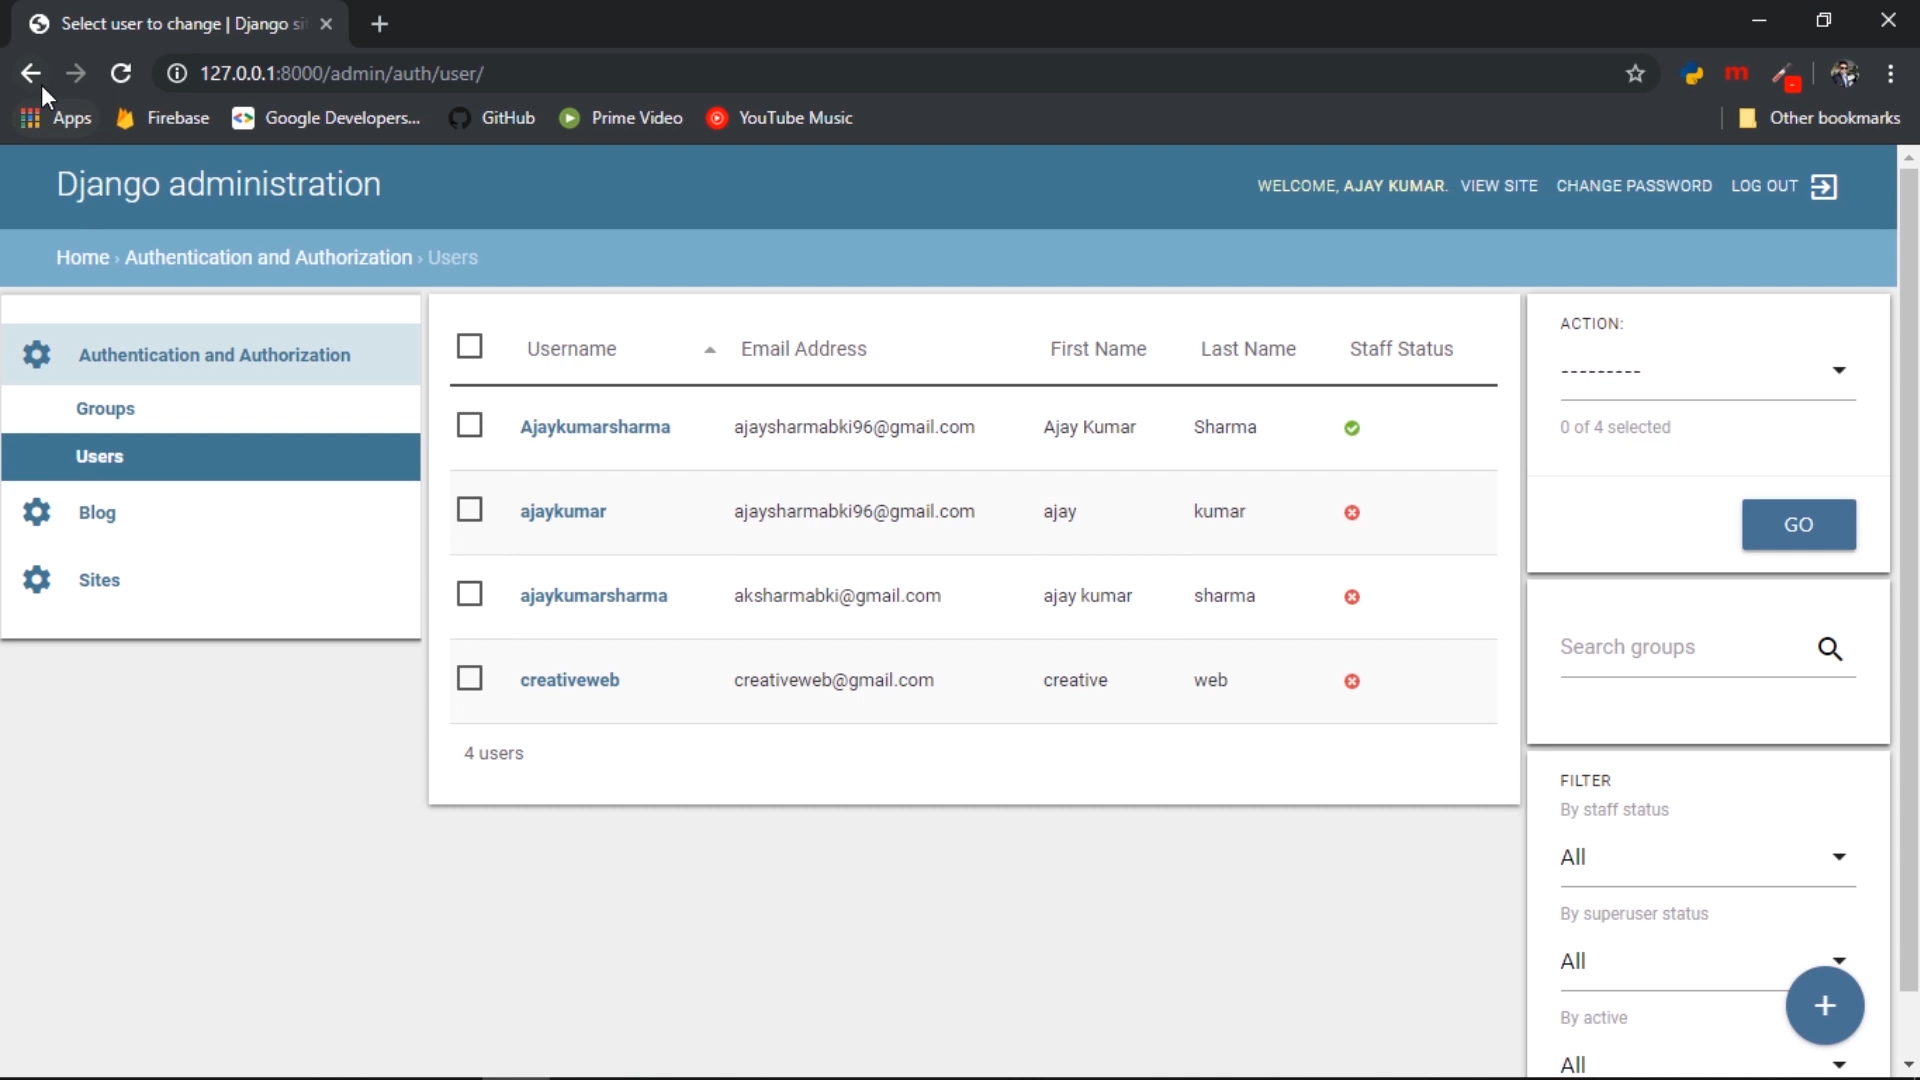 Select user to change | Django si
127.0.0.1:8000/admin/auth/user/
Apps Firebase Google Developers... GitHub Prime Video YouTube Music Other bookmarks
Django administration
WELCOME, AJAY KUMAR. VIEW SITE CHANGE PASSWORD LOG OUT
Home › Authentication and Authorization › Users
Authentication and Authorization
Groups
Users
Blog
Sites
Username Email Address First Name Last Name Staff Status
Ajaykumarsharma ajaysharmabki96@gmail.com Ajay Kumar Sharma
ajaykumar ajaysharmabki96@gmail.com ajay kumar
ajaykumarsharma aksharmabki@gmail.com ajay kumar sharma
creativeweb creativeweb@gmail.com creative web
4 users
ACTION:
---------
0 of 4 selected
GO
Search groups
FILTER
By staff status
All
By superuser status
All
+
By active
All